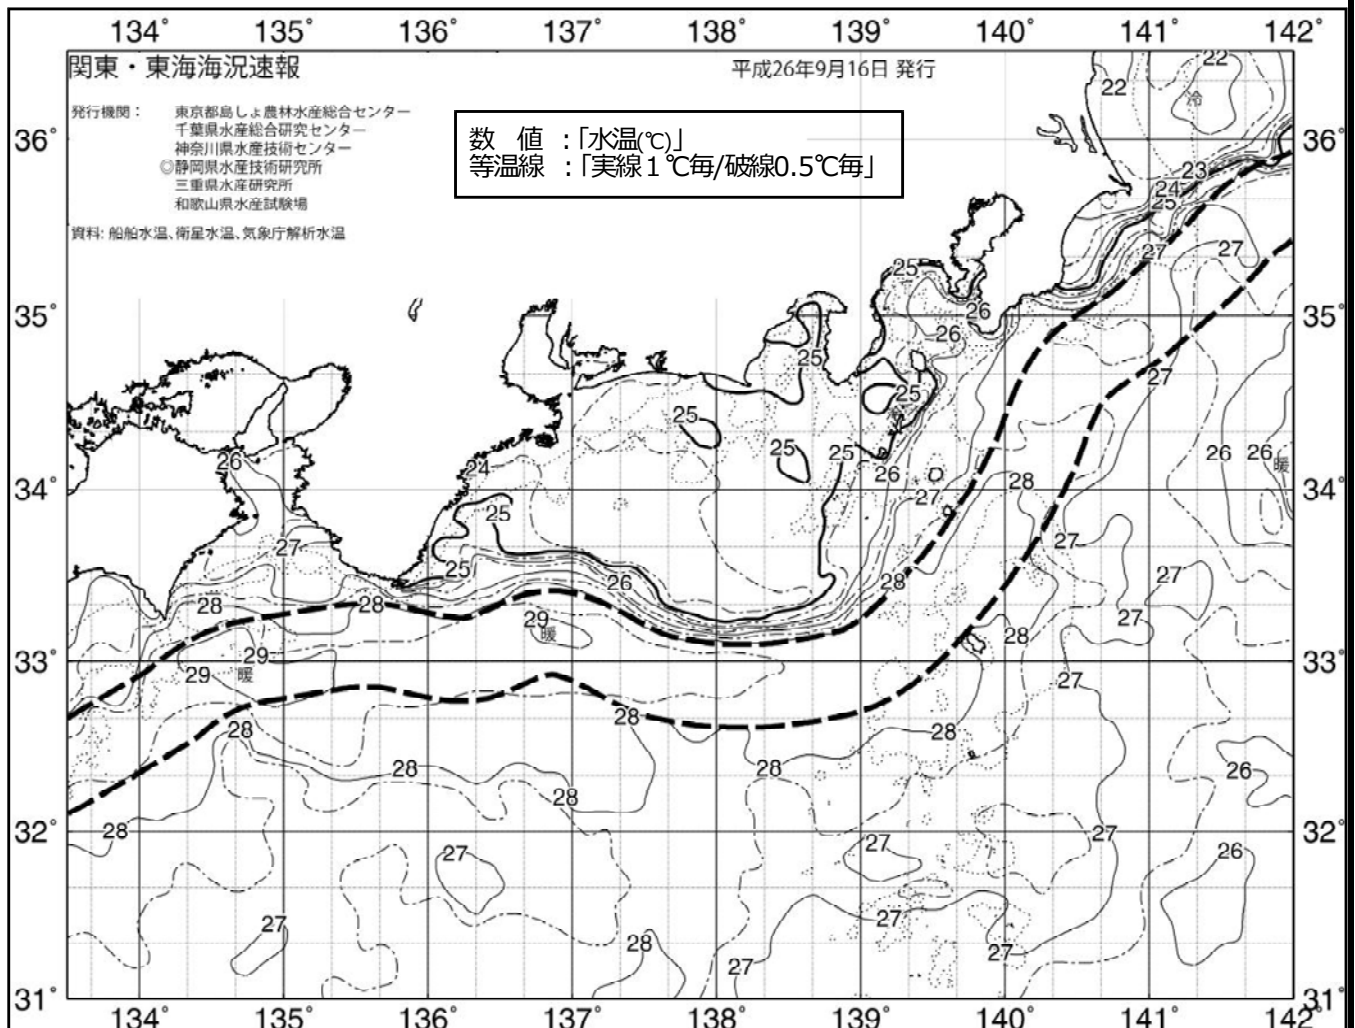 134° 135° 136° 137° 138° 139° 140° 141° 142°
関東・東海海況速報
平成26年9月16日 発行
発行機関： 東京都島しょ農林水産総合センター
千葉県水産総合研究センター
神奈川県水産技術センター
◎静岡県水産技術研究所
三重県水産研究所
和歌山県水産試験場
資料: 船舶水温、衛星水温、気象庁解析水温
数 値 ：「水温(℃)」
等温線 ：「実線１℃毎/破線0.5℃毎」
22
22
冷
36° 36°
23
24
25
27 27
25
26
35° 35°
26
25
27
25
25
26 24 25 25 26 26
暖
26 28
34° 34°
27
25
27 27
25 26 28 27
28 28 29 27
暖 28
29
33° 33°
29 暖 27
28 28 28
28 28 26
28
32° 32°
28 27 27
27 26
27 27
28 27
27
31° 31°
134 135 136 137 138 139 140 141 142